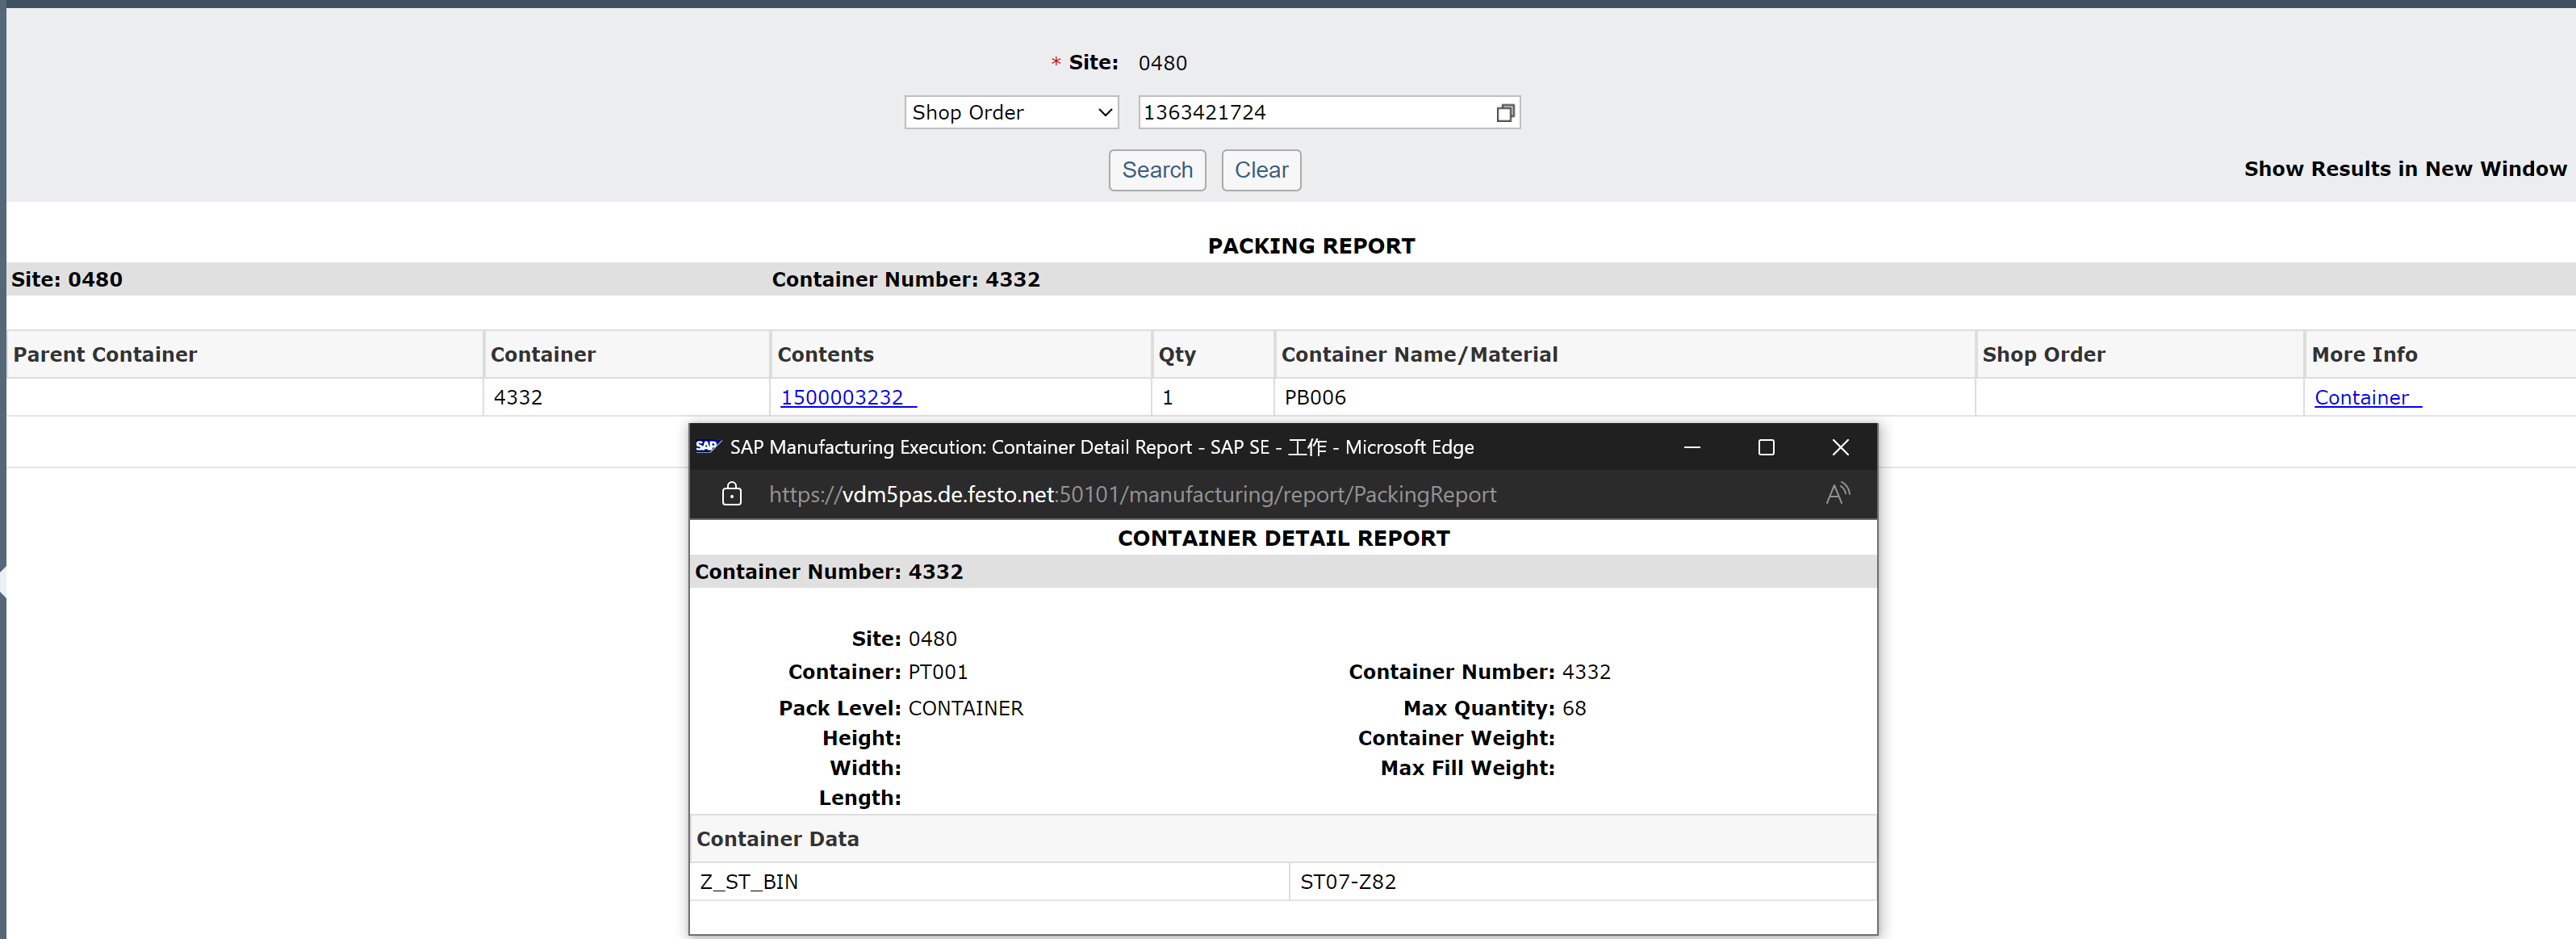 * Site: 0480
Shop Order 1363421724
Search Clear Show Results in New Window
PACKING REPORT
Site: 0480 Container Number: 4332
Parent Container Container Contents Qty Container Name/Material Shop Order More Info
4332 1500003232 1 PB006 Container
SAP SAP Manufacturing Execution: Container Detail Report - SAP SE - 工作 - Microsoft Edge
https://vdm5pas.de.festo.net:50101/manufacturing/report/PackingReport
CONTAINER DETAIL REPORT
Container Number: 4332
Site: 0480
Container: PT001 Container Number: 4332
Pack Level: CONTAINER Max Quantity: 68
Height: Container Weight:
Width: Max Fill Weight:
Length:
Container Data
Z_ST_BIN ST07-Z82